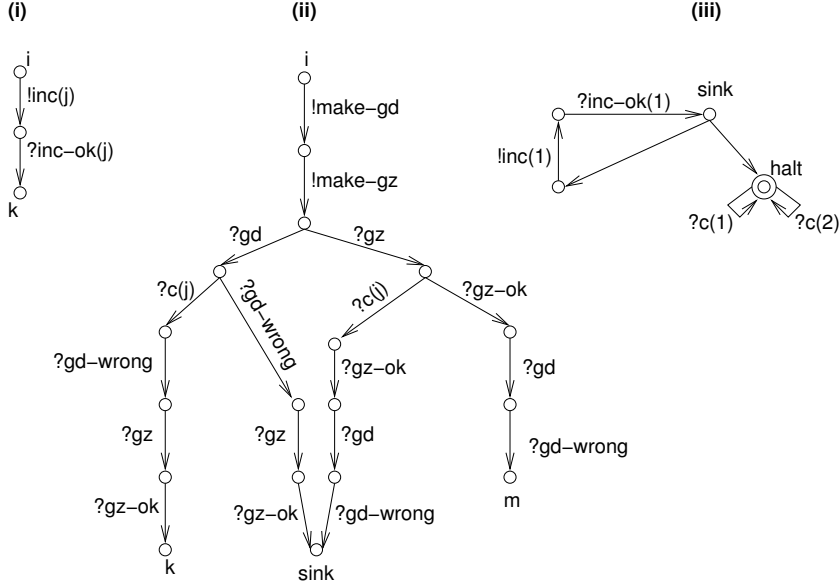 (i)
i
!inc(j)
?inc−ok(j)
k
(ii)
i
!make−gd
!make−gz
?gd
?gz
?c(j)
?gd−wrong
?c(j)
?gz−ok
?gd−wrong
?gz−ok
?gd
?gz
?gz
?gd
?gd−wrong
?gz−ok
?gz−ok
?gd−wrong
m
k
sink
(iii)
?inc−ok(1)
sink
!inc(1)
halt
?c(1)
?c(2)